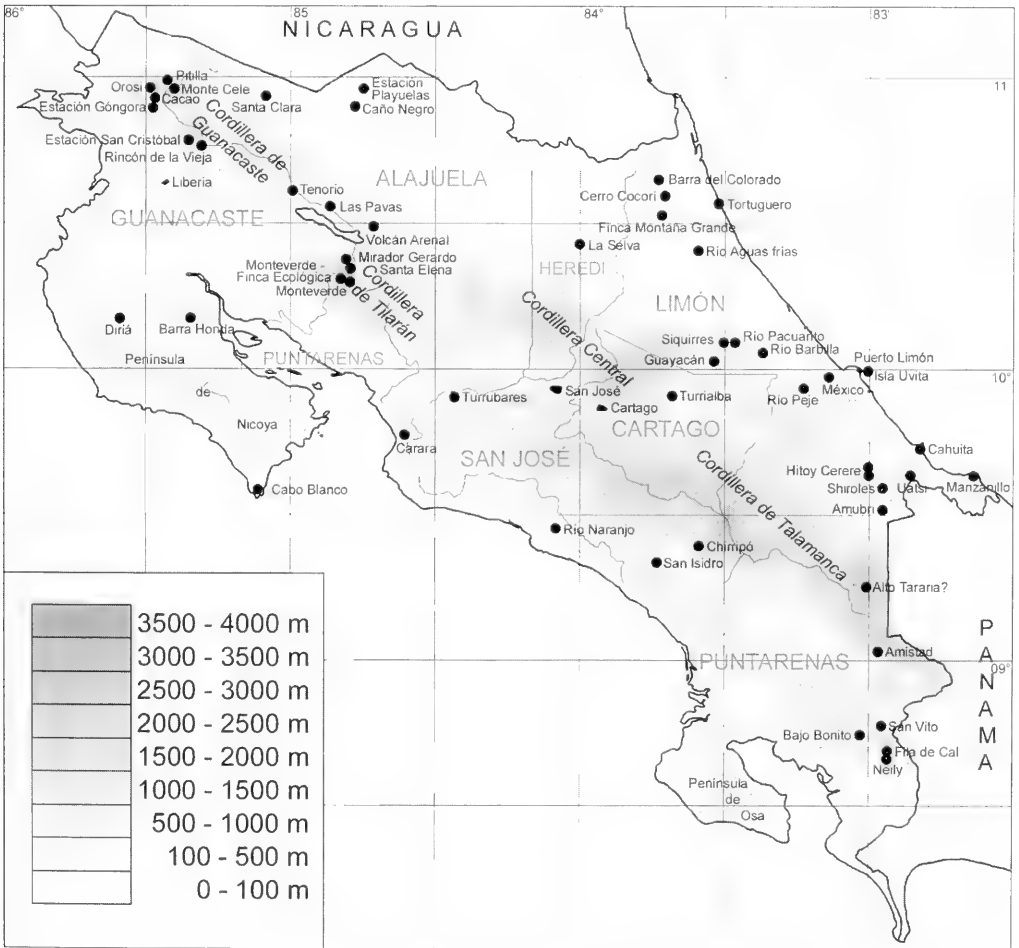 86°
85
84°
83
NICARAGUA
11
Pitilla
Orosi
Monte Cele
Cacao
Estación Góngora
Santa Clara
Estación
Playuelas
Caño Negro
Cordillera de
Guanacaste
Estación San Cristóbal
Rincón de la Vieja
Liberia
Tenorio
ALAJUELA
Las Pavas
GUANACASTE
Volcán Arenal
Barra del Colorado
Cerro Cocorí
Tortuguero
Finca Montaña Grande
La Selva
Río Aguas frias
HEREDI
Mirador Gerardo
Monteverde -
Santa Elena
Finca Ecológica
Monteverde
Cordillera
de Tilarán
LIMÓN
Cordillera Central
Diriá
Barra Honda
Península
de
Nicoya
PUNTARENAS
Siquirres
Río Pacuarito
Río Barbilla
Guayacán
Puerto Limón
10
Isla Uvita
México
Río Peje
San José
Turrubares
Cartago
Turrialba
CARTAGO
Carara
SAN JOSÉ
Cahuita
Cordillera de Talamanca
Hitoy Cerere
Shiroles
Uatsi
Manzanillo
Amubri
Cabo Blanco
Río Naranjo
Chirripó
San Isidro
Alto Tararia?
PANAMA
Amistad
09°
PUNTARENAS
San Vito
Bajo Bonito
Fila de Cal
Neily
Península
de
Osa
3500 - 4000 m
3000 - 3500 m
2500 - 3000 m
2000 - 2500 m
1500 - 2000 m
1000 - 1500 m
500 - 1000 m
100 - 500 m
0 - 100 m